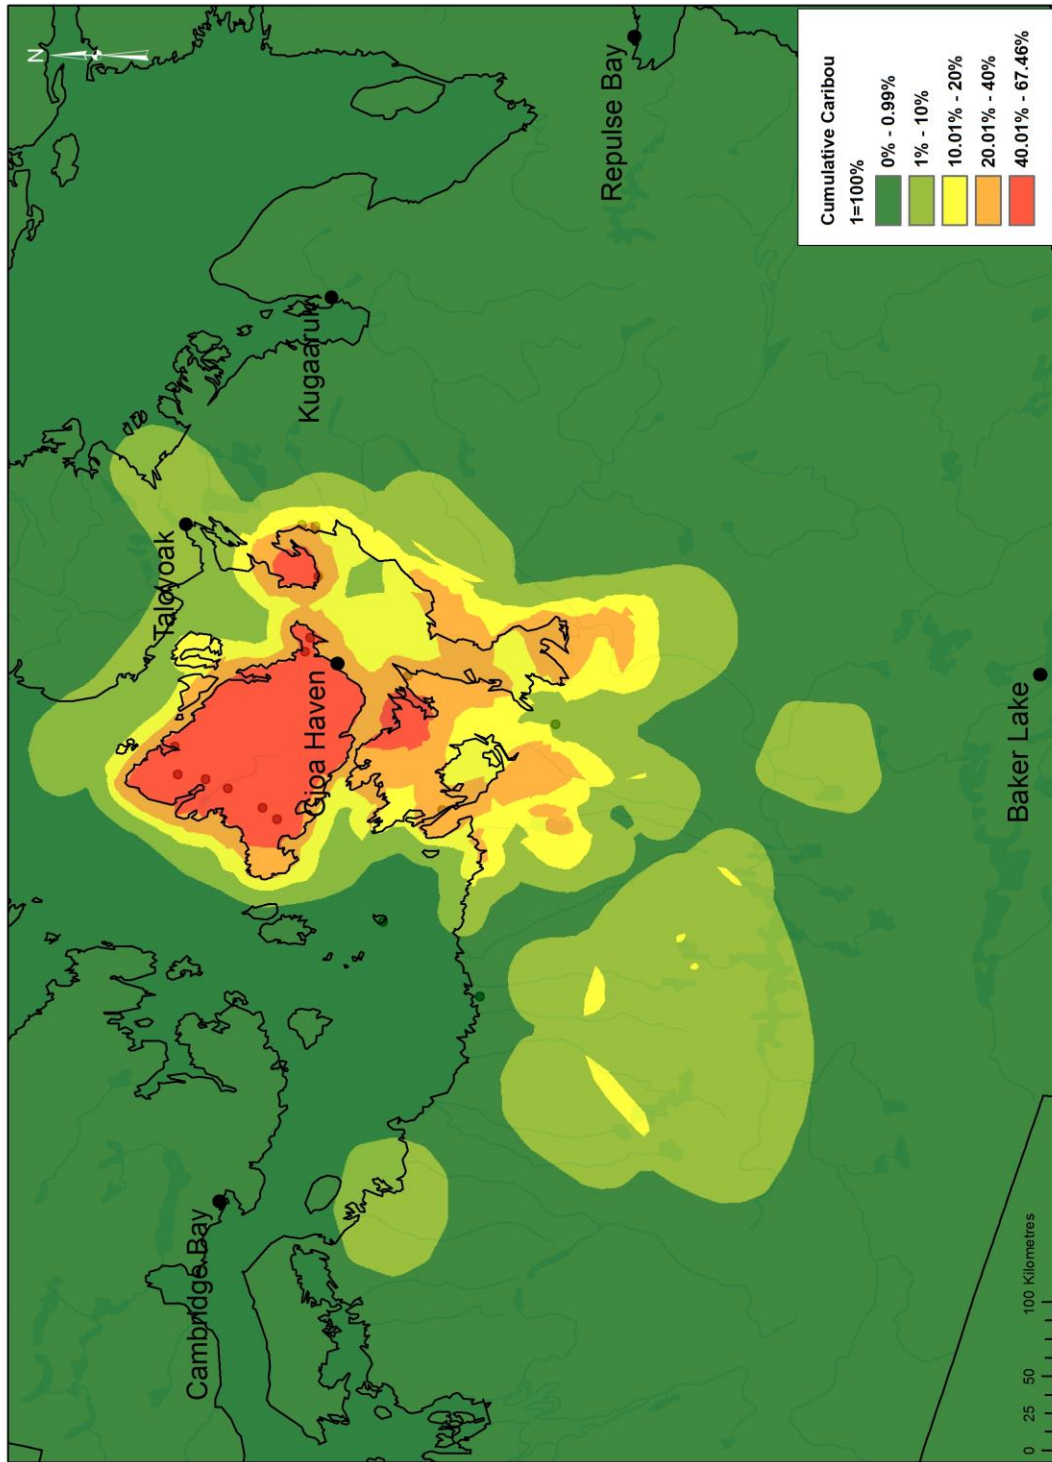 N
Repulse Bay
Kugaaruk
Taloyoak
Gjoa Haven
Cambridge Bay
Baker Lake
Cumulative Caribou
1=100%
0% - 0.99%
1% - 10%
10.01% - 20%
20.01% - 40%
40.01% - 67.46%
0 25 50 100 Kilometres